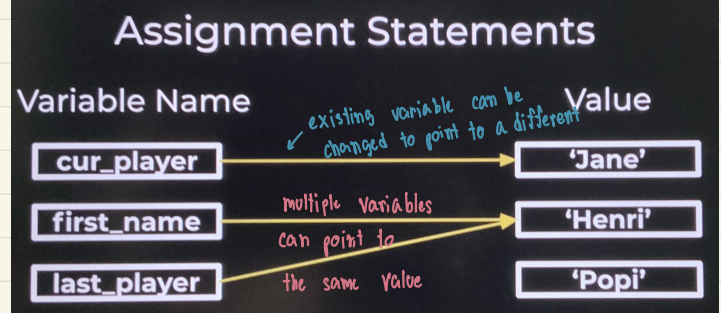 Assignment Statements
Variable Name
Value
existing variable can be
changed to point to a different
cur_player
'Jane'
first_name
multiple variables
'Henri'
can point to
last_player
the same value
'Popi'